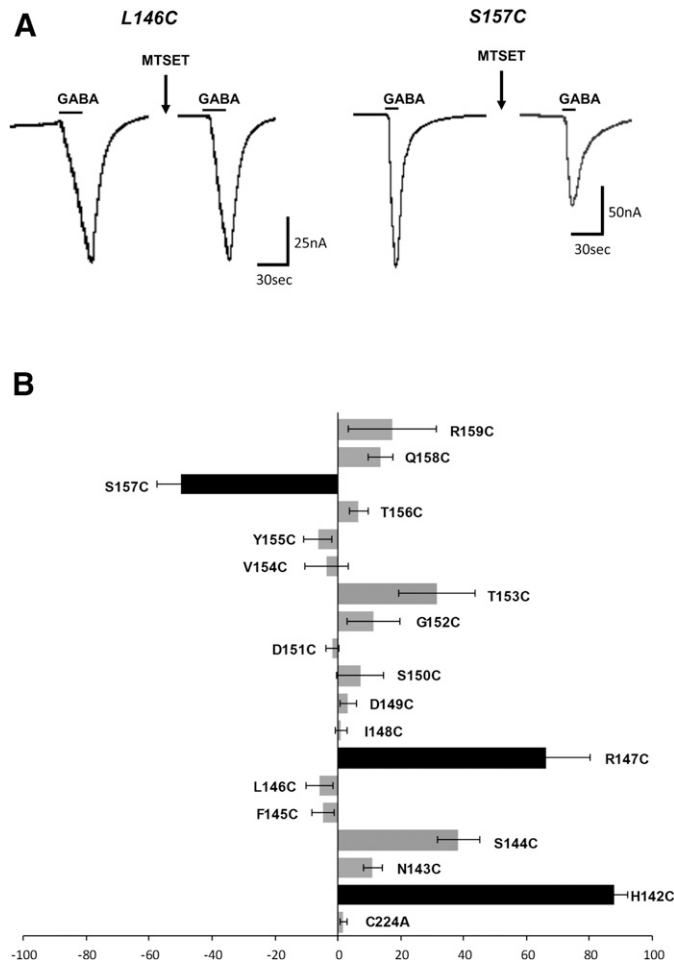 A
L146C
S157C
MTSET
MTSET
GABA
GABA
GABA
GABA
25nA
30sec
50nA
30sec
B
R159C
Q158C
S157C
T156C
Y155C
V154C
T153C
G152C
D151C
S150C
D149C
I148C
R147C
L146C
F145C
S144C
N143C
H142C
C224A
-100 -80 -60 -40 -20 0 20 40 60 80 100